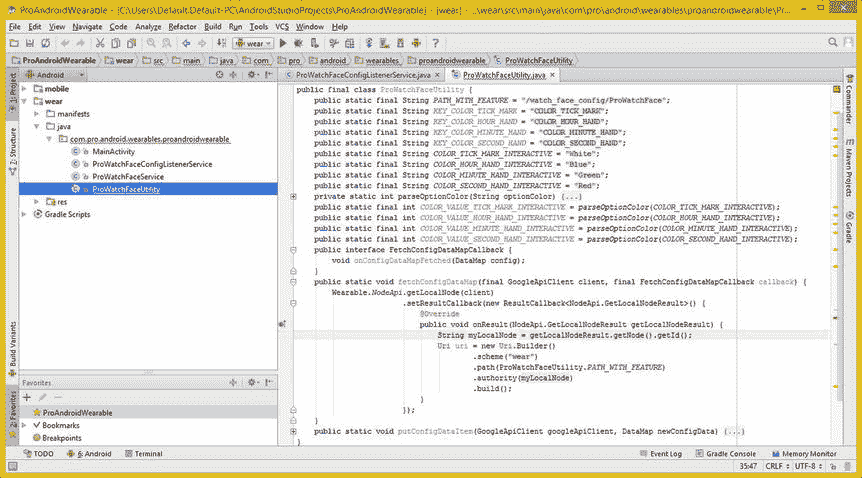 ProAndroidWearable - [C:\Users\Default.Default-PC\AndroidStudioProjects\ProAndroidWearable] - [wear] - ...\wear\src\main\java\com\pro\android\wearables\proandroidwearable\Pro
File Edit View Navigate Code Analyze Refactor Build Run Tools VCS Window Help
wear
ProAndroidWearable wear src main java com pro android wearables proandroidwearable ProWatchFaceUtility
Android
ProWatchFaceConfigListenerService.java × ProWatchFaceUtility.java ×
1: Project
2: Structure
Build Variants
2: Favorites
mobile
wear
manifests
java
com.pro.android.wearables.proandroidwearable
MainActivity
ProWatchFaceConfigListenerService
ProWatchFaceService
ProWatchFaceUtility
res
Gradle Scripts
Favorites
ProAndroidWearable
Bookmarks
Breakpoints
public final class ProWatchFaceUtility {
public static final String PATH_WITH_FEATURE = "/watch_face_config/ProWatchFace";
public static final String KEY_COLOR_TICK_MARK = "COLOR_TICK_MARK";
public static final String KEY_COLOR_HOUR_HAND = "COLOR_HOUR_HAND";
public static final String KEY_COLOR_MINUTE_HAND = "COLOR_MINUTE_HAND";
public static final String KEY_COLOR_SECOND_HAND = "COLOR_SECOND_HAND";
public static final String COLOR_TICK_MARK_INTERACTIVE = "White";
public static final String COLOR_HOUR_HAND_INTERACTIVE = "Blue";
public static final String COLOR_MINUTE_HAND_INTERACTIVE = "Green";
public static final String COLOR_SECOND_HAND_INTERACTIVE = "Red";
private static int parseOptionColor(String optionColor) {...}
public static final int COLOR_VALUE_TICK_MARK_INTERACTIVE = parseOptionColor(COLOR_TICK_MARK_INTERACTIVE);
public static final int COLOR_VALUE_HOUR_HAND_INTERACTIVE = parseOptionColor(COLOR_HOUR_HAND_INTERACTIVE);
public static final int COLOR_VALUE_MINUTE_HAND_INTERACTIVE = parseOptionColor(COLOR_MINUTE_HAND_INTERACTIVE);
public static final int COLOR_VALUE_SECOND_HAND_INTERACTIVE = parseOptionColor(COLOR_SECOND_HAND_INTERACTIVE);
public interface FetchConfigDataMapCallback {
void onConfigDataMapFetched(DataMap config);
}
public static void fetchConfigDataMap(final GoogleApiClient client, final FetchConfigDataMapCallback callback) {
Wearable.NodeApi.getLocalNode(client)
.setResultCallback(new ResultCallback<NodeApi.GetLocalNodeResult>() {
@Override
public void onResult(NodeApi.GetLocalNodeResult getLocalNodeResult) {
String myLocalNode = getLocalNodeResult.getNode().getId();
Uri uri = new Uri.Builder()
.scheme("wear")
.path(ProWatchFaceUtility.PATH_WITH_FEATURE)
.authority(myLocalNode)
.build();
}
});
}
public static void putConfigDataItem(GoogleApiClient googleApiClient, DataMap newConfigData) {...}
}
Commander
Maven Projects
Gradle
TODO 6: Android Terminal Event Log Gradle Console Memory Monitor
35:47 CRLF UTF-8